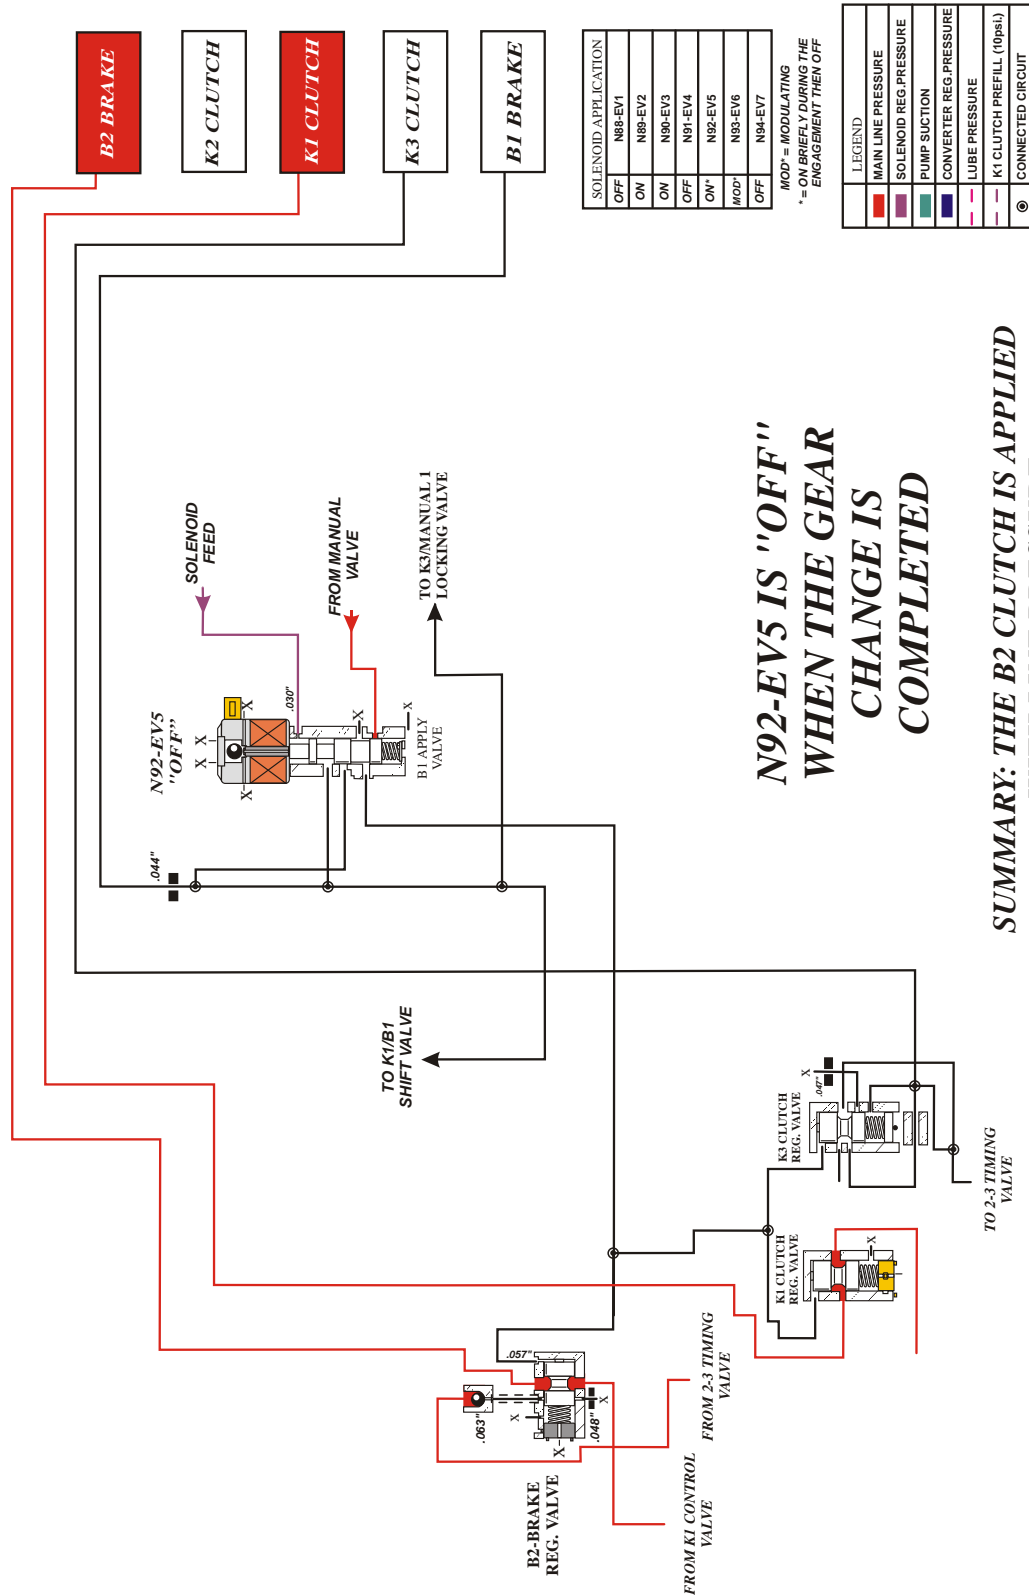 B2 BRAKE
K2 CLUTCH
K1 CLUTCH
K3 CLUTCH
B1 BRAKE
SOLENOID APPLICATION
OFF N88-EV1
ON N89-EV2
ON N90-EV3
OFF N91-EV4
ON* N92-EV5
MOD* N93-EV6
OFF N94-EV7
MOD* = MODULATING
* = ON BRIEFLY DURING THE
ENGAGEMENT THEN OFF
LEGEND
MAIN LINE PRESSURE
SOLENOID REG.PRESSURE
PUMP SUCTION
CONVERTER REG.PRESSURE
LUBE PRESSURE
K1 CLUTCH PREFILL (10psi.)
CONNECTED CIRCUIT
SOLENOID
FEED
FROM MANUAL
VALVE
TO K3/MANUAL 1
LOCKING VALVE
N92-EV5
"OFF"
X
X
X
X
.030"
X
X
B1 APPLY
VALVE
.044"
TO K1/B1
SHIFT VALVE
N92-EV5 IS "OFF"
WHEN THE GEAR
CHANGE IS
COMPLETED
SUMMARY: THE B2 CLUTCH IS APPLIED
K3 CLUTCH
REG. VALVE
X
.047"
TO 2-3 TIMING
VALVE
K1 CLUTCH
REG. VALVE
X
.057"
.063"
X
X
.048"
X
B2-BRAKE
REG. VALVE
FROM 2-3 TIMING
VALVE
FROM K1 CONTROL
VALVE